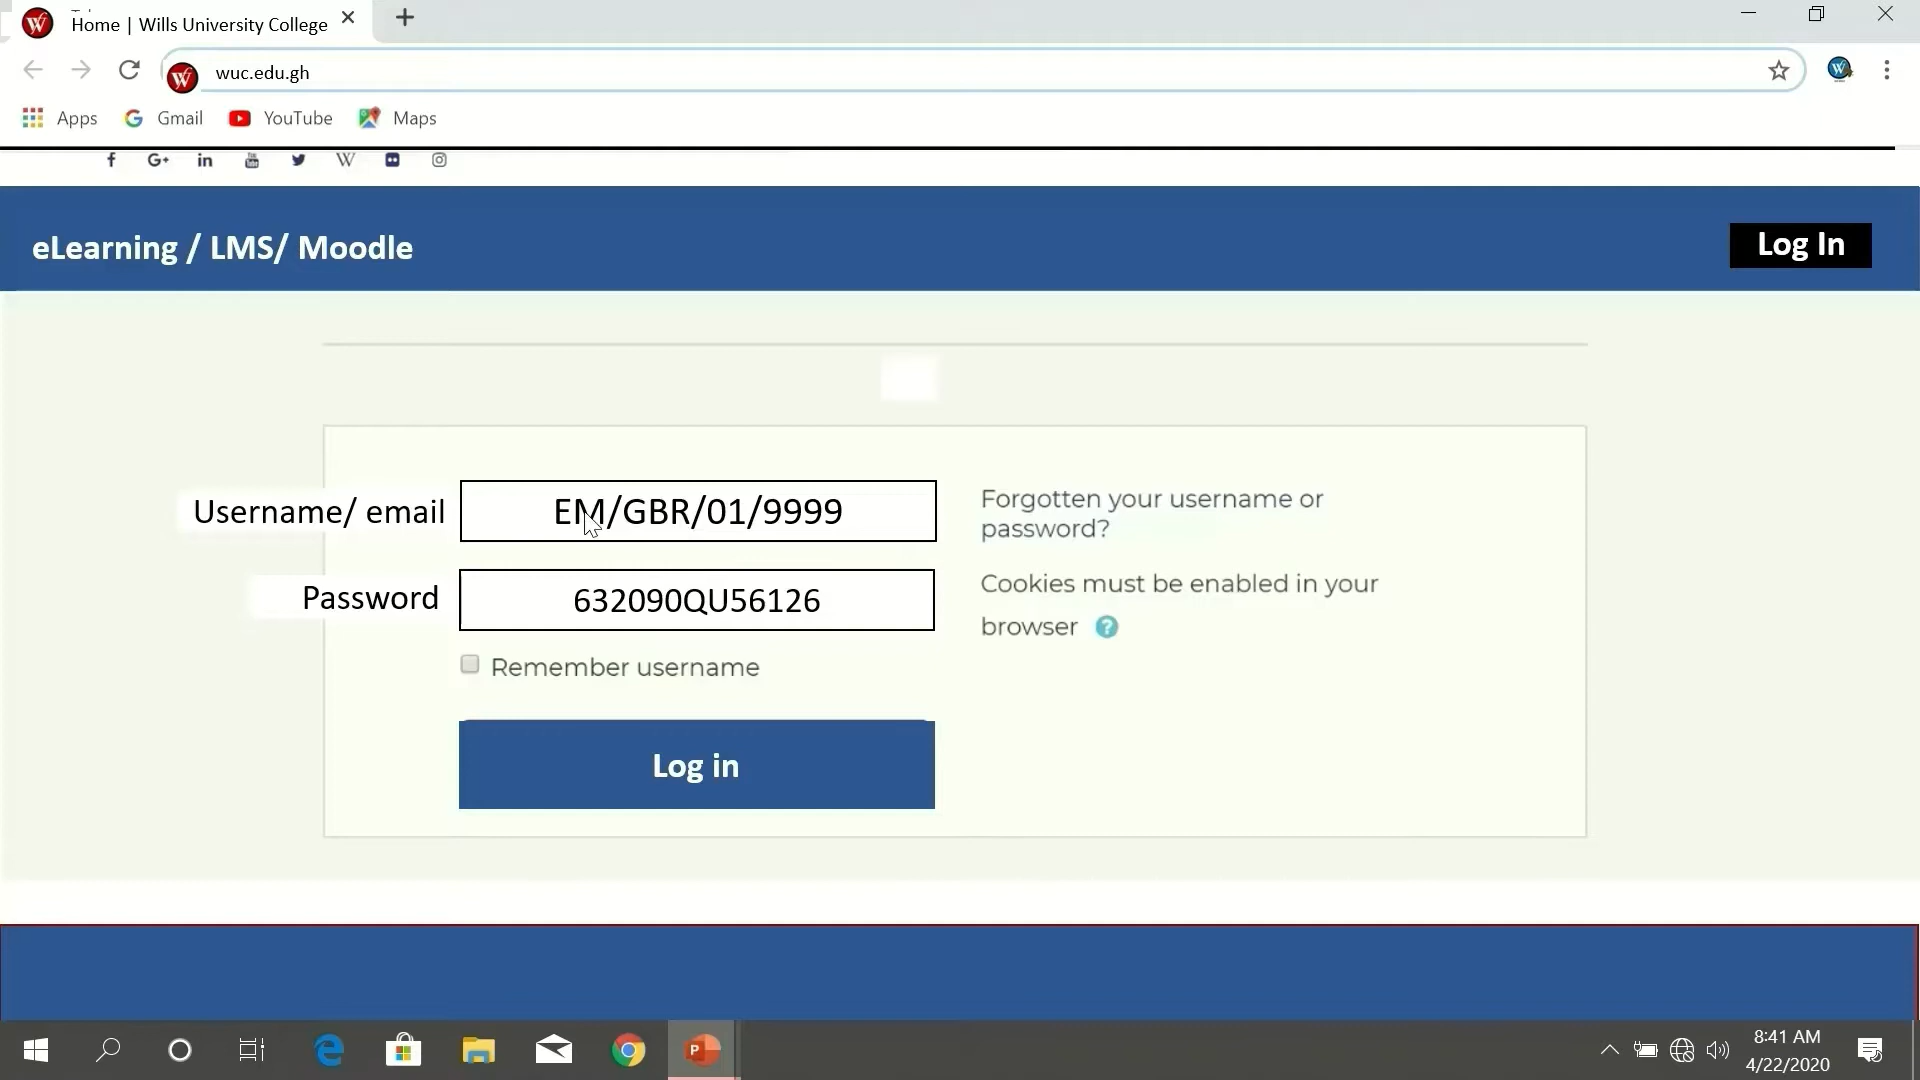 Home | Wills University College
wuc.edu.gh
Apps
Gmail
YouTube
Maps
eLearning / LMS/ Moodle
Log In
Username/ email
EM/GBR/01/9999
Forgotten your username or
password?
Password
632090QU56126
Cookies must be enabled in your
browser ?
Remember username
Log in
8:41 AM
4/22/2020